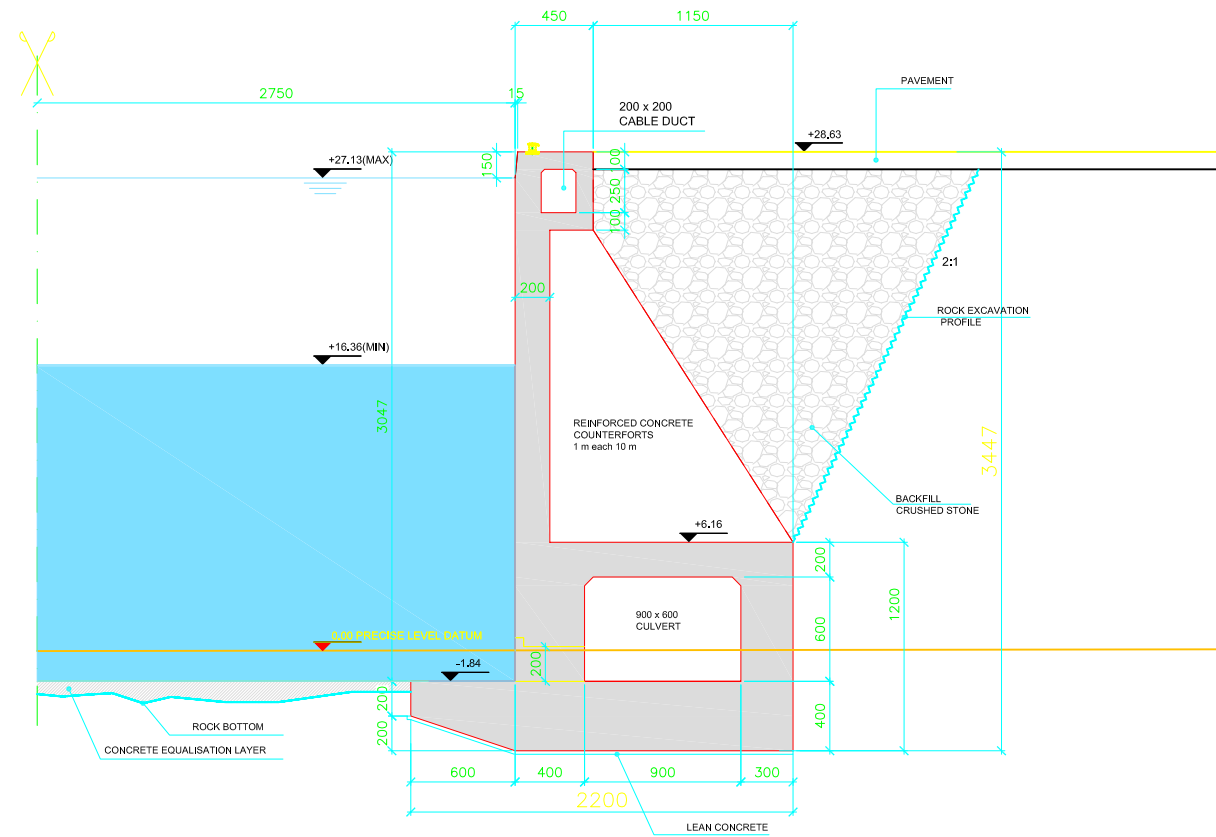 450
1150
2750
15
PAVEMENT
200 x 200
CABLE DUCT
+28.63
+27.13(MAX)
150
100
250
100
2:1
200
ROCK EXCAVATION
PROFILE
+16.36(MIN)
3047
REINFORCED CONCRETE
COUNTERFORTS
1 m each 10 m
3447
BACKFILL
CRUSHED STONE
+6.16
200
1200
900 x 600
CULVERT
600
0.00 PRECISE LEVEL DATUM
-1.84
200
200
400
200
ROCK BOTTOM
CONCRETE EQUALISATION LAYER
600
400
900
300
2200
LEAN CONCRETE